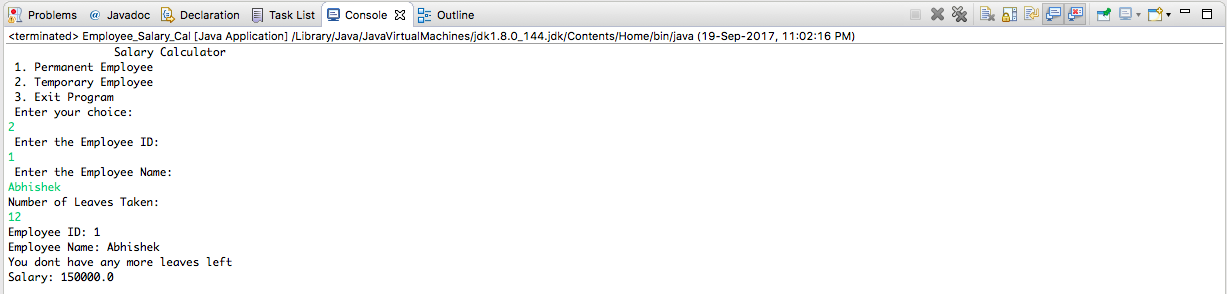 Problems @ Javadoc Declaration Task List Console Outline
<terminated> Employee_Salary_Cal [Java Application] /Library/Java/JavaVirtualMachines/jdk1.8.0_144.jdk/Contents/Home/bin/java (19-Sep-2017, 11:02:16 PM)
Salary Calculator
1. Permanent Employee
2. Temporary Employee
3. Exit Program
Enter your choice:
2
Enter the Employee ID:
1
Enter the Employee Name:
Abhishek
Number of Leaves Taken:
12
Employee ID: 1
Employee Name: Abhishek
You dont have any more leaves left
Salary: 150000.0